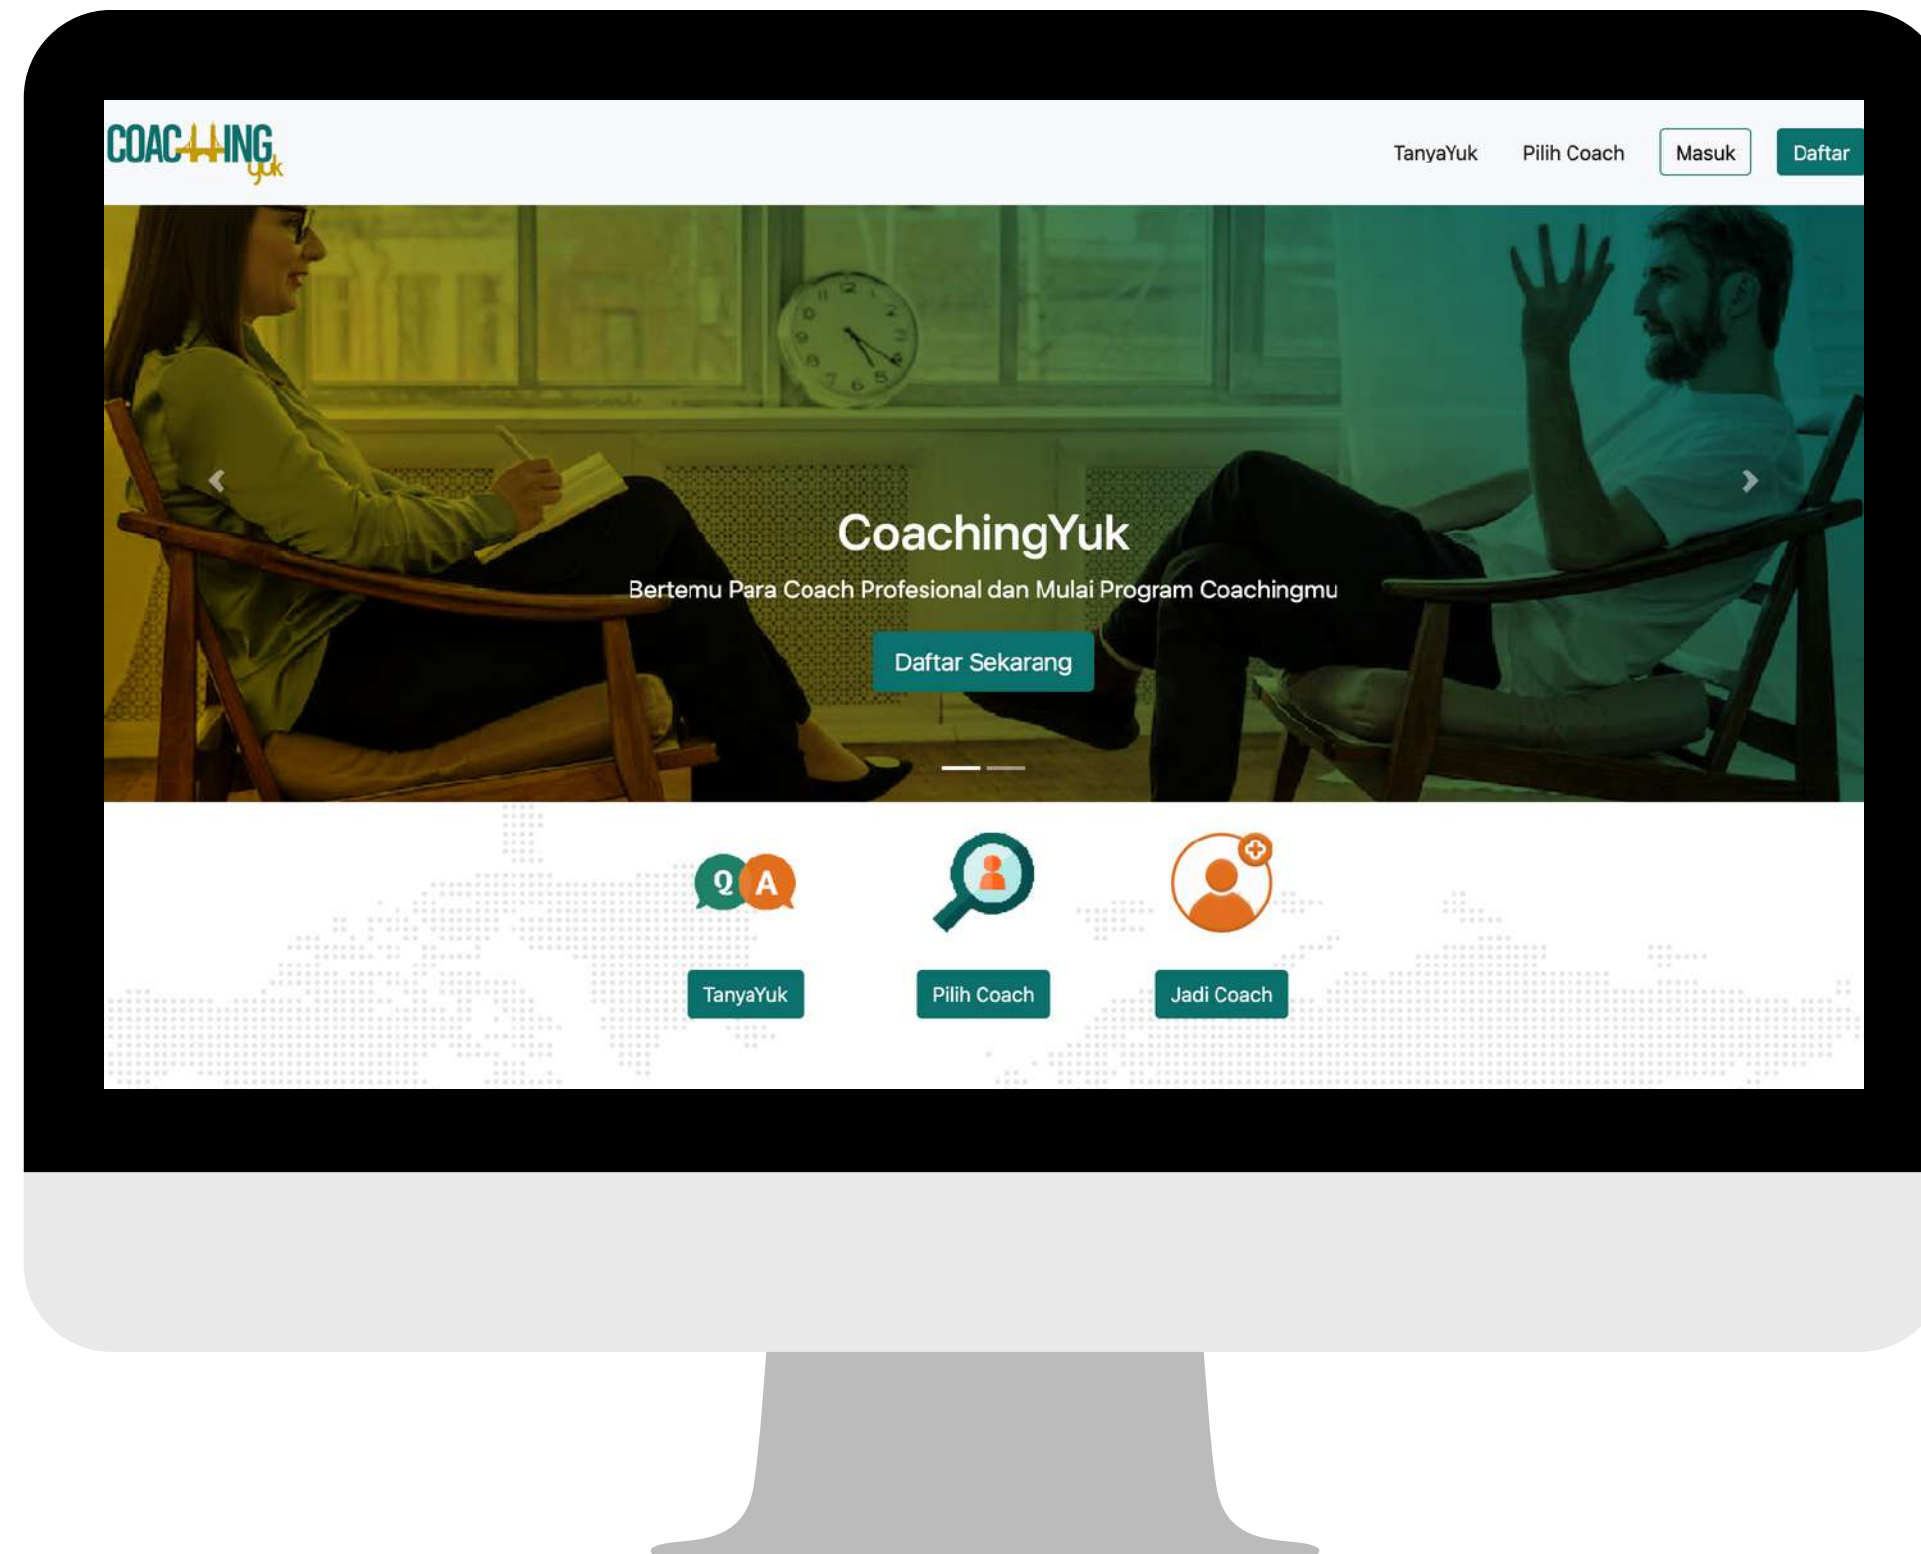 COACHING
yuk
TanyaYuk Pilih Coach Masuk Daftar
CoachingYuk
Bertemu Para Coach Profesional dan Mulai Program Coachingmu
Daftar Sekarang
Q A
TanyaYuk Pilih Coach Jadi Coach